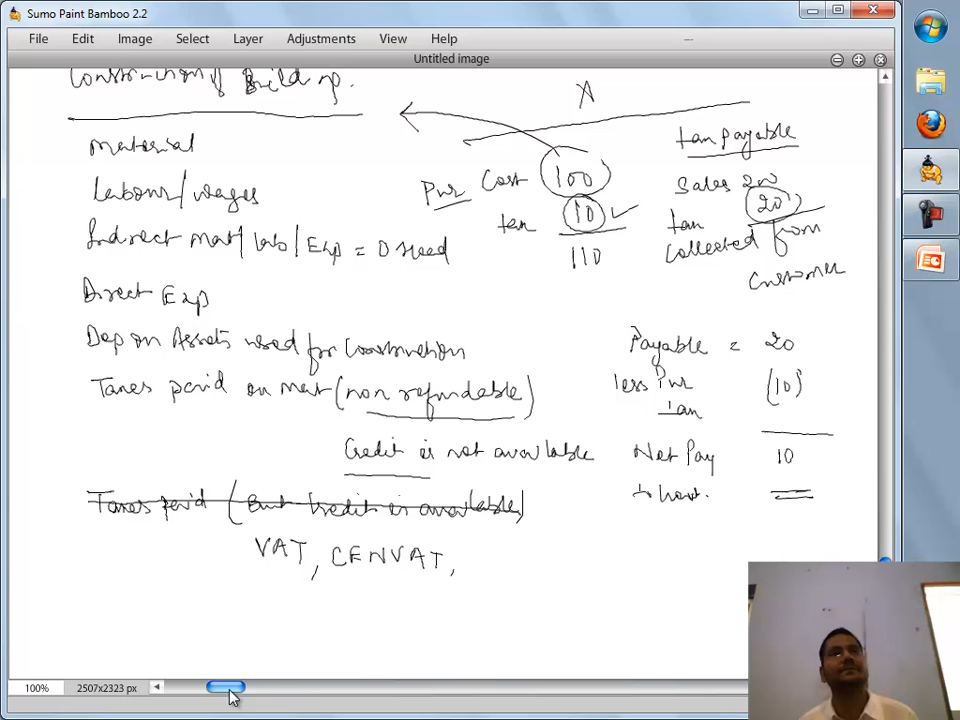 Sumo Paint Bamboo 2.2
File Edit Image Select Layer Adjustments View Help
Untitled image
Construction of Building.
Material
Labour/wages
Indirect Mat/Lab/Exp = O Head
Direct Exp
Dep on Assets used for Construction
Taxes paid on Mat (non refundable)
Credit is not available
Taxes paid (But Credit is available)
VAT, CENVAT,
A
Pur Cost 100
tax 10
110
tax payable
Sales 200
tax 20
Collected from
Customer
Payable = 20
less Pur (10)
Tax
Net Pay 10
to Govt.
100% 2507x2323 px